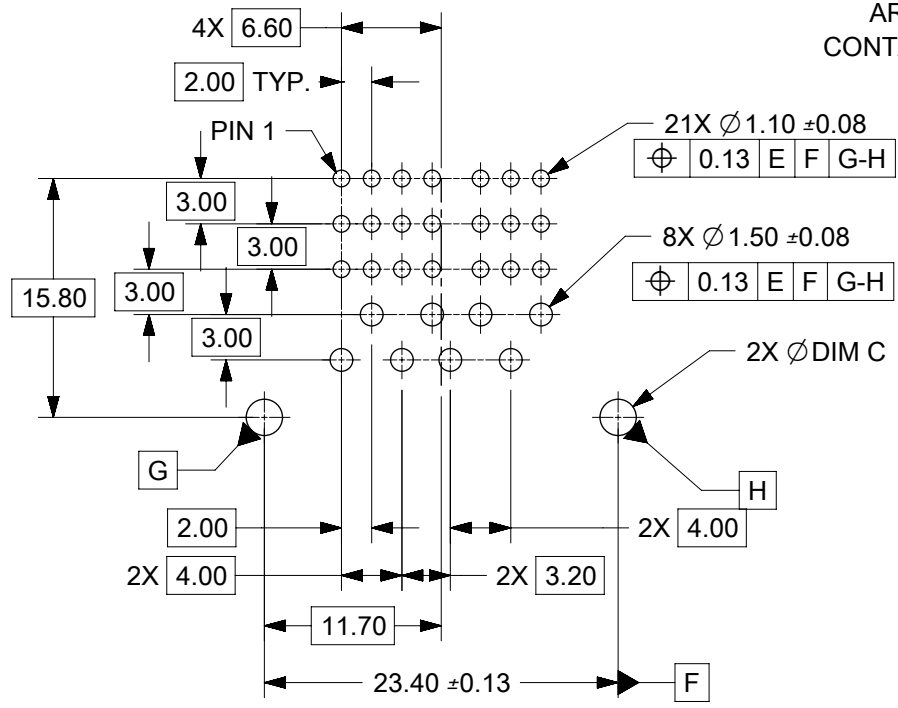 AR
4X 6.60
CONTA
2.00 TYP.
PIN 1
21X ∅1.10 ±0.08
⌖ 0.13 E F G-H
3.00
3.00
8X ∅1.50 ±0.08
⌖ 0.13 E F G-H
15.80
3.00
3.00
2X ∅DIM C
G
H
2.00
2X 4.00
2X 4.00
2X 3.20
11.70
23.40 ±0.13
F